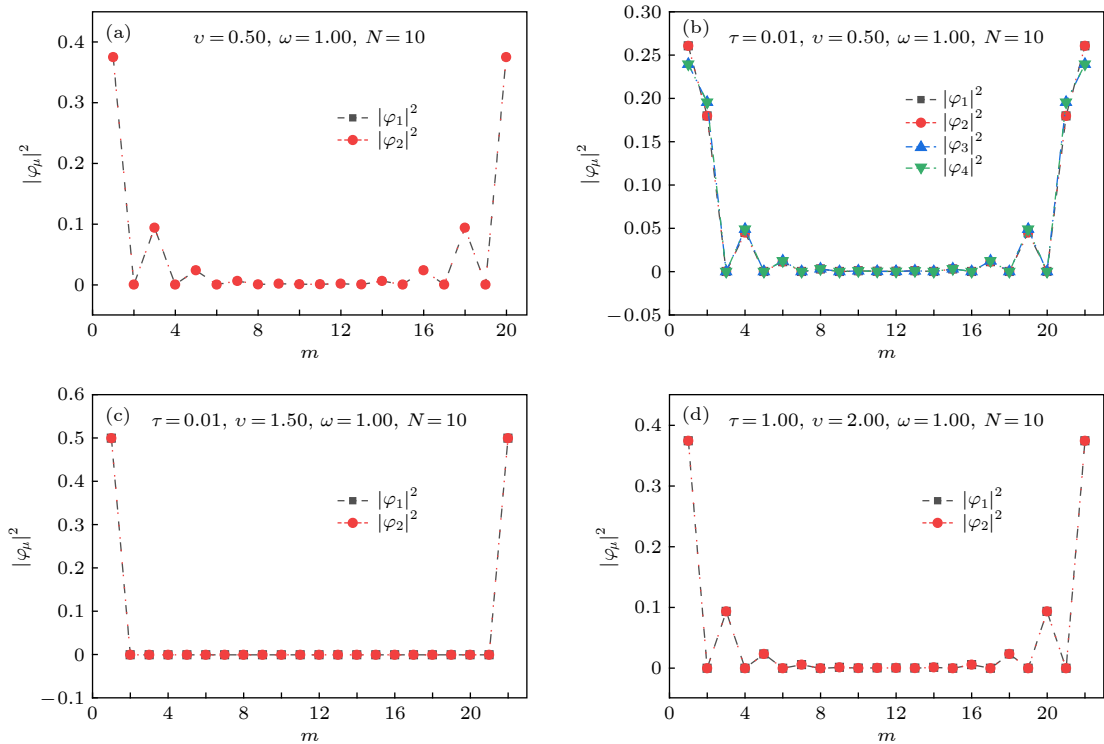 (a)
υ = 0.50, ω = 1.00, N = 10
|φ₁|²
|φ₂|²
|φμ|²
0.4
0.3
0.2
0.1
0
0 4 8 12 16 20
m
(b)
τ = 0.01, υ = 0.50, ω = 1.00, N = 10
|φ₁|²
|φ₂|²
|φ₃|²
|φ₄|²
|φμ|²
0.30
0.25
0.20
0.15
0.10
0.05
0
−0.05
0 4 8 12 16 20
m
(c)
τ = 0.01, υ = 1.50, ω = 1.00, N = 10
|φ₁|²
|φ₂|²
|φμ|²
0.6
0.5
0.4
0.3
0.2
0.1
0
−0.1
0 4 8 12 16 20
m
(d)
τ = 1.00, υ = 2.00, ω = 1.00, N = 10
|φ₁|²
|φ₂|²
|φμ|²
0.4
0.3
0.2
0.1
0
0 4 8 12 16 20
m